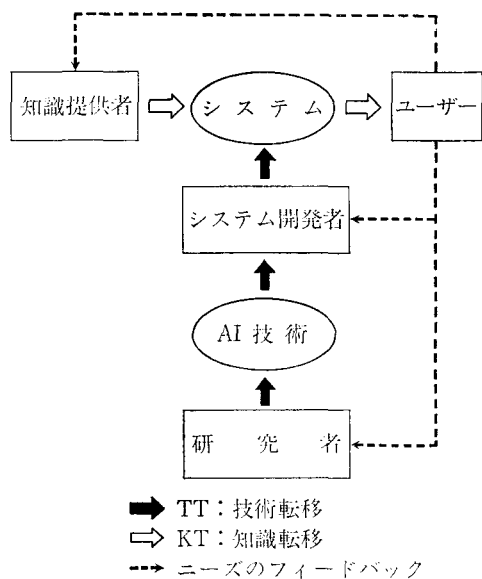 知識提供者 システム ユーザー
システム開発者
AI 技術
研究者
TT：技術転移
KT：知識転移
ニーズのフィードバック